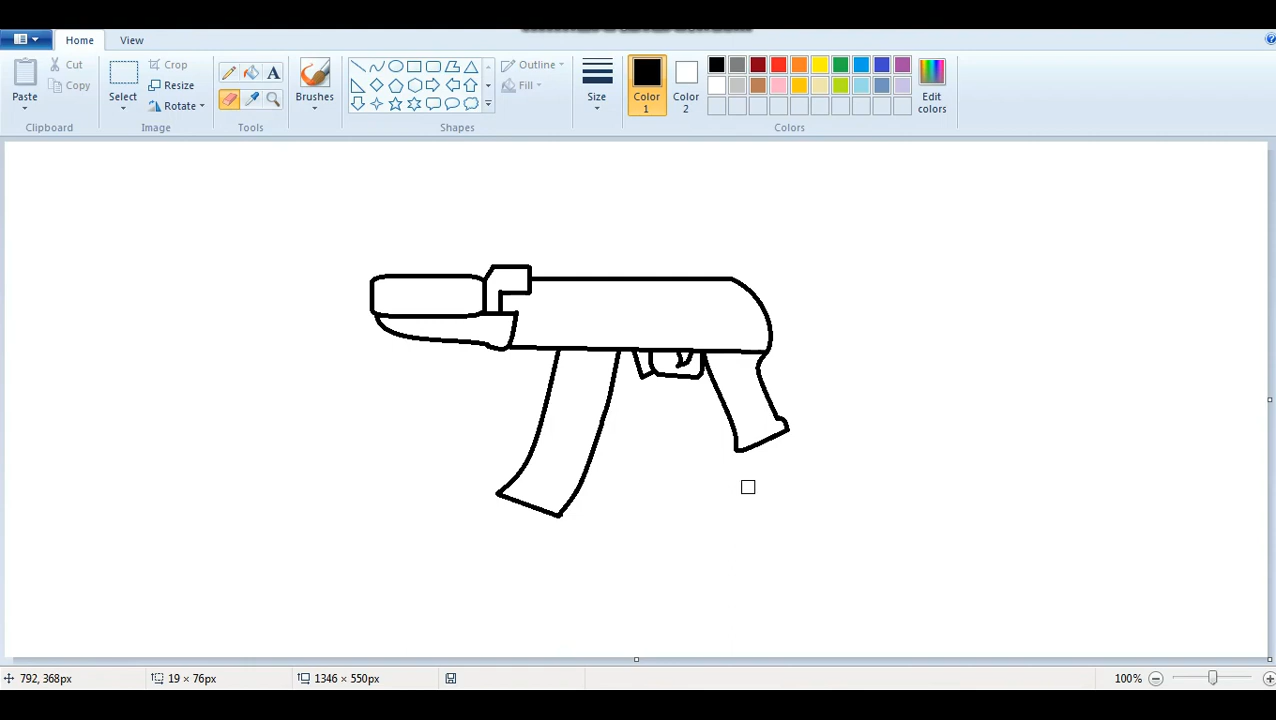 Home View
Paste
Cut
Copy
Clipboard
Select
Crop
Resize
Rotate
Image
A
Tools
Brushes
Outline
Fill
Shapes
Size
Color
1
Color
2
Edit
colors
Colors
792, 368px
19 × 76px
1346 × 550px
100%